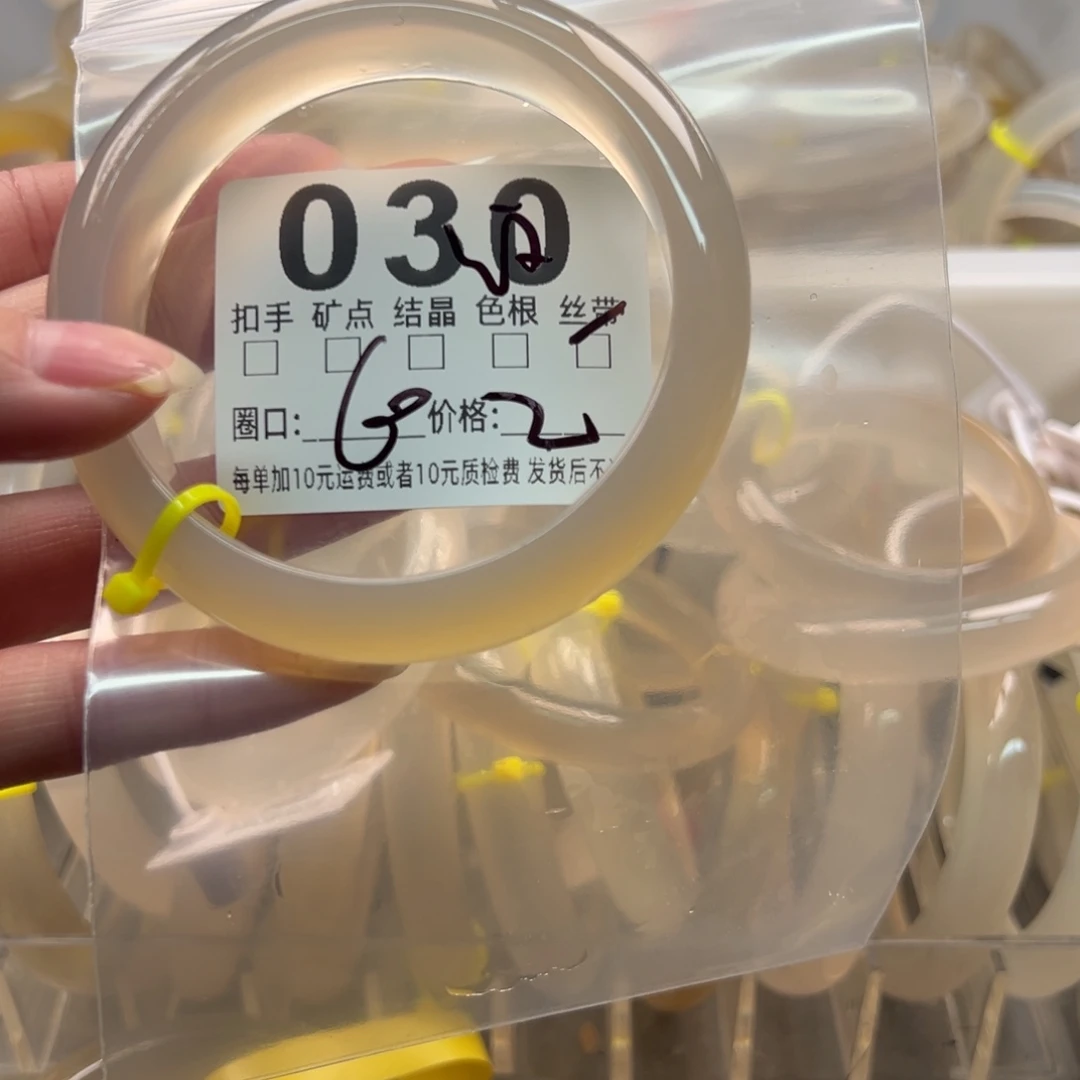 030
扣手 矿点 结晶 色根 丝带
圈口: 60 价格:
每单加10元运费或者10元质检费 发货后不